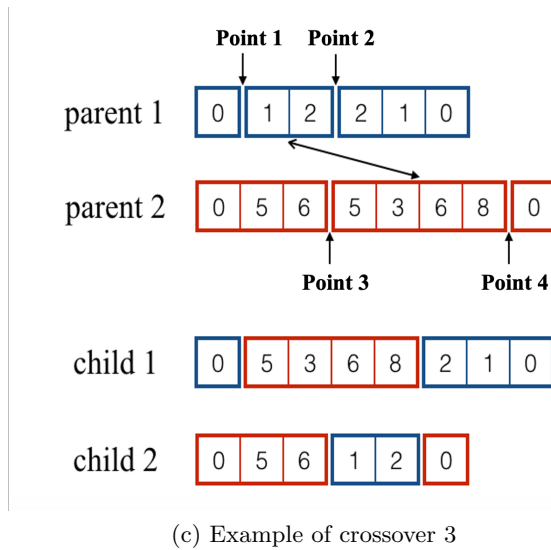 Point 1 Point 2
parent 1 0 1 2 2 1 0
parent 2 0 5 6 5 3 6 8 0
Point 3 Point 4
child 1 0 5 3 6 8 2 1 0
child 2 0 5 6 1 2 0
(c) Example of crossover 3